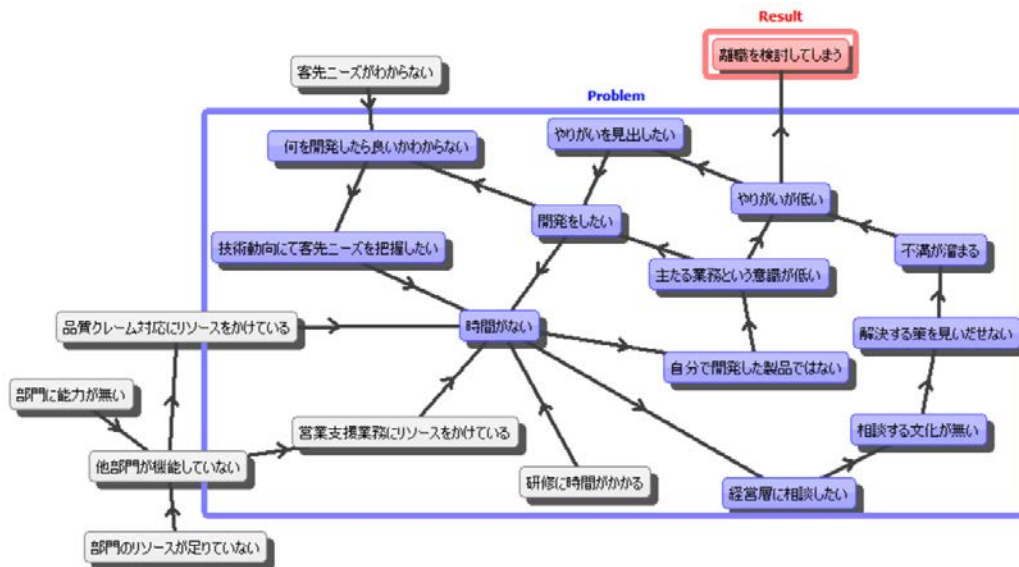 Result
離職を検討してしまう
客先ニーズがわからない
Problem
何を開発したら良いかわからない
やりがいを見出したい
やりがいが低い
開発をしたい
技術動向にて客先ニーズを把握したい
不満が溜まる
主たる業務という意識が低い
品質クレーム対応にリソースをかけている
時間がない
解決する策を見いだせない
自分で開発した製品ではない
部門に能力が無い
営業支援業務にリソースをかけている
相談する文化が無い
他部門が機能していない
研修に時間がかかる
経営層に相談したい
部門のリソースが足りていない